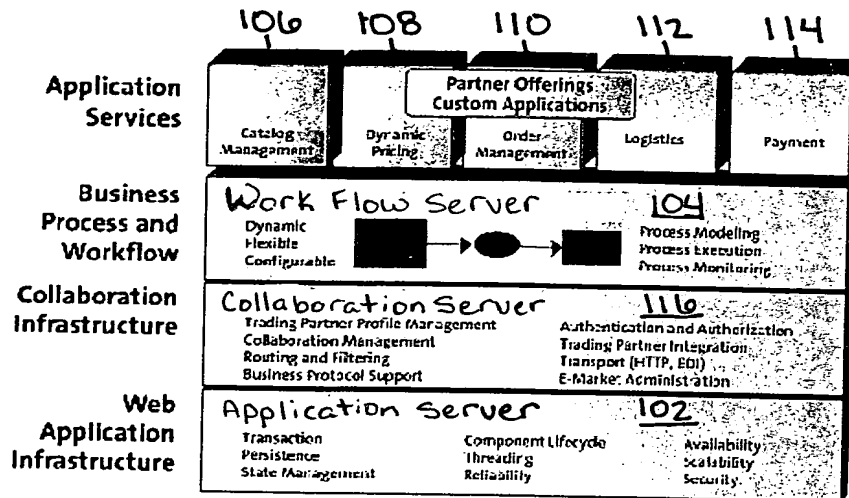 106 108 110 112 114
Application
Services
Partner Offerings
Custom Applications
Catalog
Management
Dynamic
Pricing
Order
Management
Logistics
Payment
Business
Process and
Workflow
Work Flow Server 104
Dynamic
Flexible
Configurable
Process Modeling
Process Execution
Process Monitoring
Collaboration
Infrastructure
Collaboration Server 116
Trading Partner Profile Management
Collaboration Management
Routing and Filtering
Business Protocol Support
Authentication and Authorization
Trading Partner Integration
Transport (HTTP, EDI)
E-Market Administration
Web
Application
Infrastructure
Application Server 102
Transaction
Persistence
State Management
Component Lifecycle
Threading
Reliability
Availability
Scalability
Security